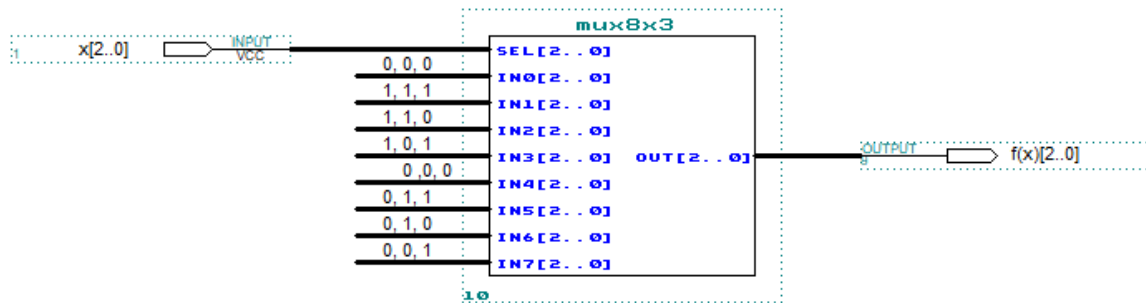 mux8x3
1 x[2..0] INPUT
VCC
SEL[2..0]
0, 0, 0 IN0[2..0]
1, 1, 1 IN1[2..0]
1, 1, 0 IN2[2..0]
1, 0, 1 IN3[2..0] OUT[2..0] OUTPUT f(x)[2..0]
0 ,0, 0 IN4[2..0]
0, 1, 1 IN5[2..0]
0, 1, 0 IN6[2..0]
0, 0, 1 IN7[2..0]
10